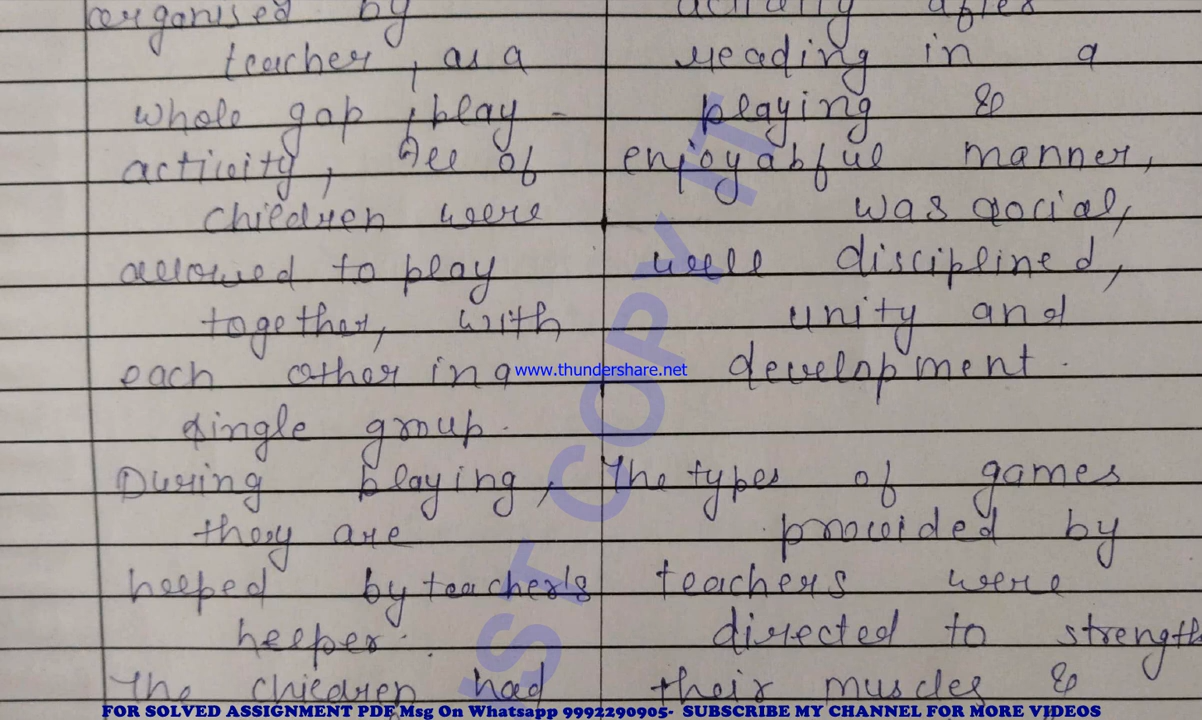 organised by
teacher, as a
whole gap, play -
activity, All of
children were
allowed to play
together, with
each other in a
single group.
During playing,
they are
helped by teacher's
helper.
The children had
reading in a
playing &
enjoyabful manner,
was social,
well disciplined,
unity and
development.
The types of games
provided by
teachers were
directed to strength
their muscles &
www.thundershare.net
ST COPY IT
FOR SOLVED ASSIGNMENT PDF Msg On Whatsapp 9992290905- SUBSCRIBE MY CHANNEL FOR MORE VIDEOS